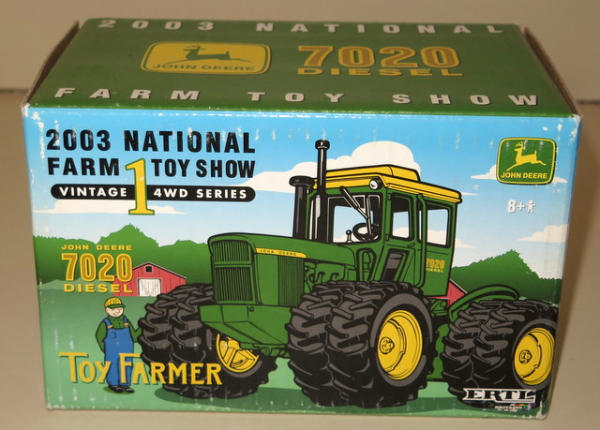 2003 NATIONAL
JOHN DEERE
7020
DIESEL
FARM TOY SHOW
2003 NATIONAL
FARM 1 TOY SHOW
VINTAGE 4WD SERIES
JOHN DEERE
8+
JOHN DEERE
7020
DIESEL
JOHN DEERE
7020
DIESEL
TOY FARMER
ERTL